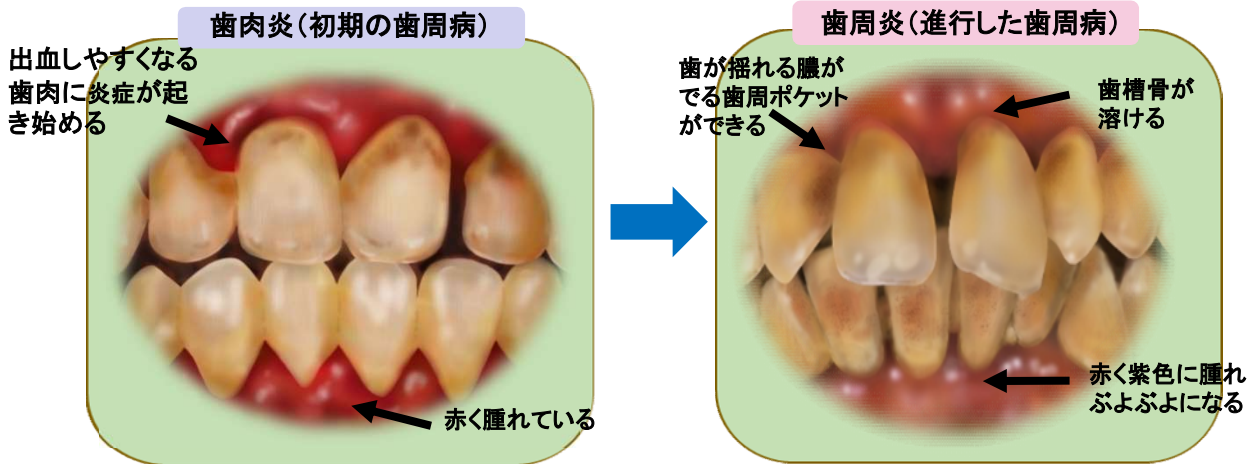 歯肉炎（初期の歯周病）
出血しやすくなる
歯肉に炎症が起
き始める
赤く腫れている
歯周炎（進行した歯周病）
歯が揺れる膿が
でる歯周ポケット
ができる
歯槽骨が
溶ける
赤く紫色に腫れ
ぶよぶよになる